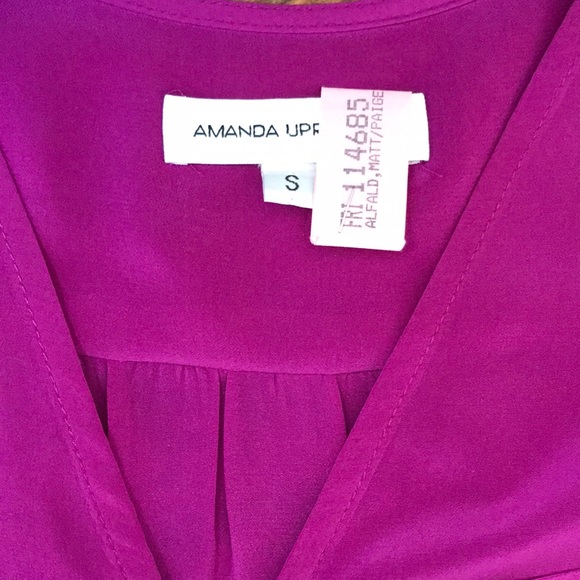 AMANDA UPR
S
FRI 114685
ALFALD,MATT/PAIGE